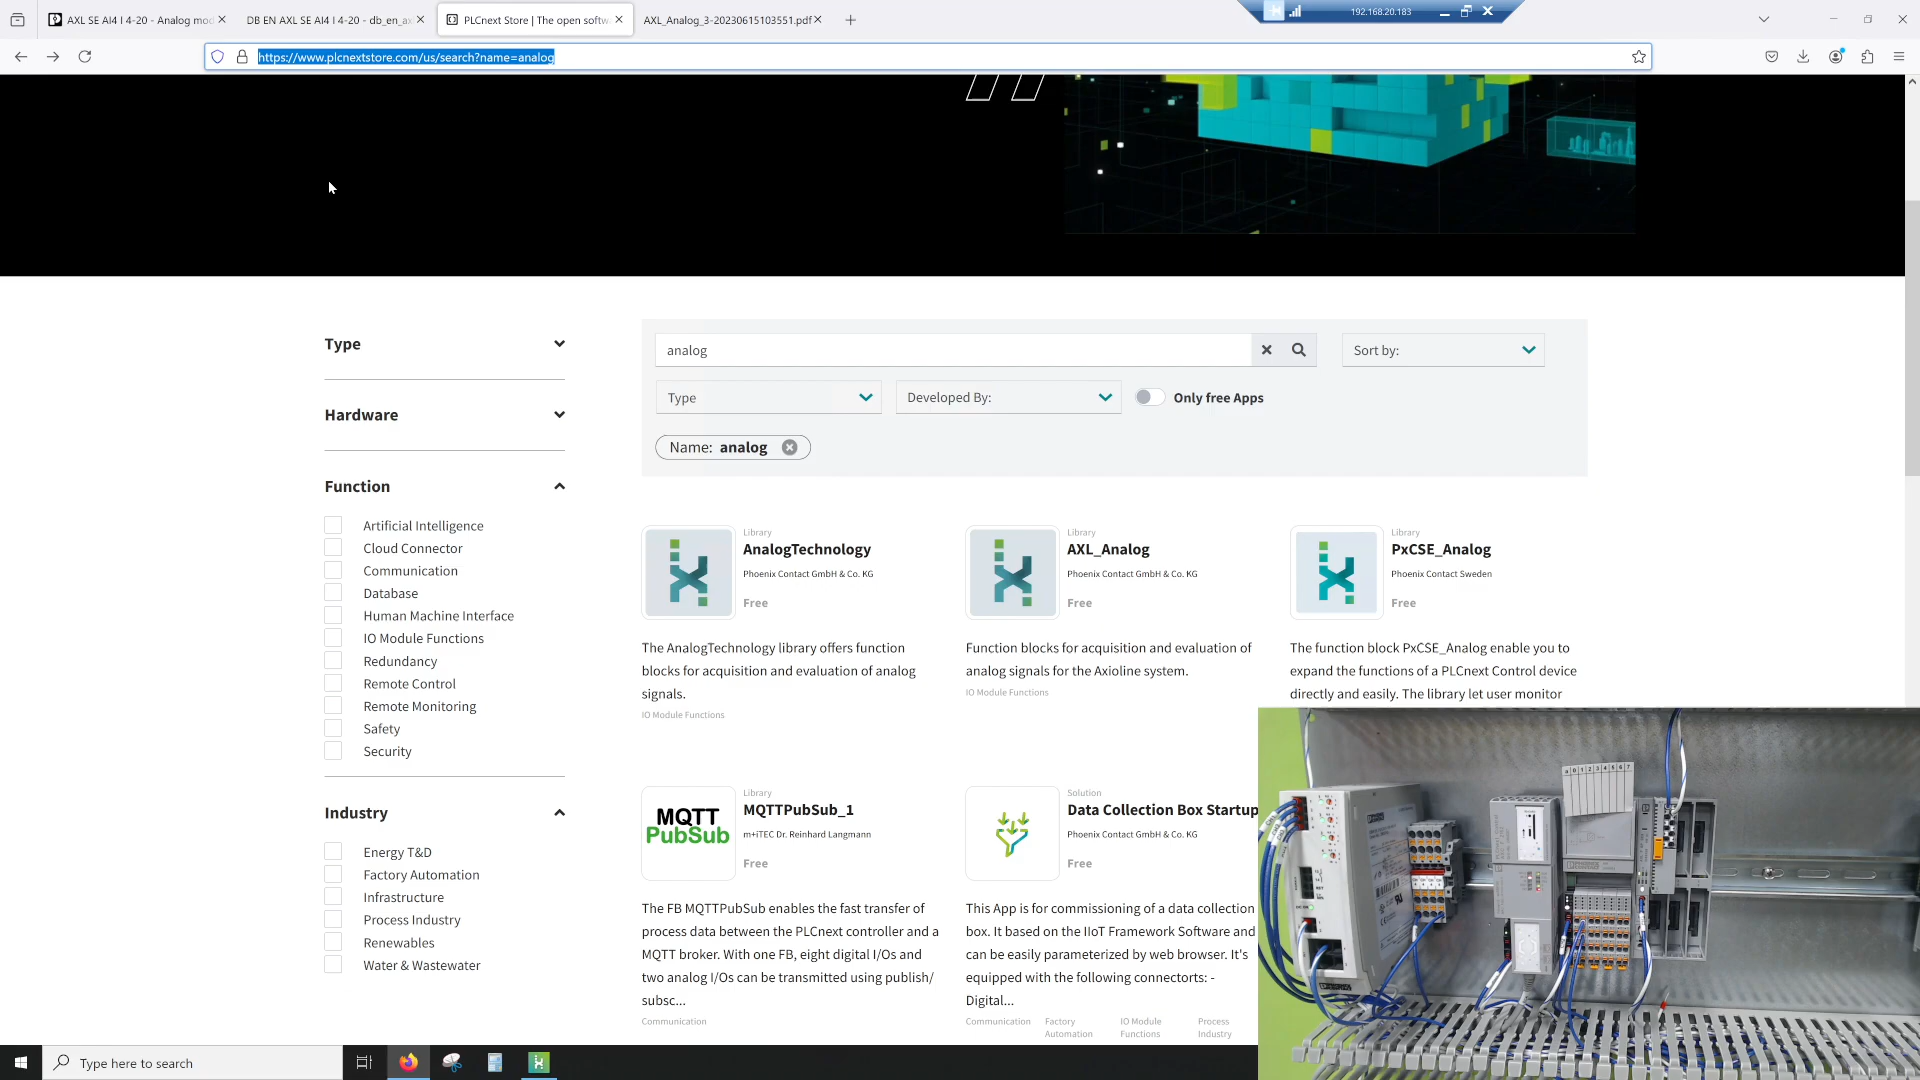 AXL SE AI4 I 4-20 - Analog mod
DB EN AXL SE AI4 I 4-20 - db_en_ax
PLCnext Store | The open softw
AXL_Analog_3-20230615103551.pdf
192.168.20.183
https://www.plcnextstore.com/us/search?name=analog
Type
Hardware
Function
Artificial Intelligence
Cloud Connector
Communication
Database
Human Machine Interface
IO Module Functions
Redundancy
Remote Control
Remote Monitoring
Safety
Security
Industry
Energy T&D
Factory Automation
Infrastructure
Process Industry
Renewables
Water & Wastewater
analog
Sort by:
Type
Developed By:
Only free Apps
Name: analog
Library
AnalogTechnology
Phoenix Contact GmbH & Co. KG
Free
The AnalogTechnology library offers function
blocks for acquisition and evaluation of analog
signals.
IO Module Functions
Library
AXL_Analog
Phoenix Contact GmbH & Co. KG
Free
Function blocks for acquisition and evaluation of
analog signals for the Axioline system.
IO Module Functions
Library
PxCSE_Analog
Phoenix Contact Sweden
Free
The function block PxCSE_Analog enable you to
expand the functions of a PLCnext Control device
directly and easily. The library let user monitor
Library
MQTTPubSub_1
m+iTEC Dr. Reinhard Langmann
Free
MQTT
PubSub
The FB MQTTPubSub enables the fast transfer of
process data between the PLCnext controller and a
MQTT broker. With one FB, eight digital I/Os and
two analog I/Os can be transmitted using publish/
subsc...
Communication
Solution
Data Collection Box Startup
Phoenix Contact GmbH & Co. KG
Free
This App is for commissioning of a data collection
box. It based on the IIoT Framework Software and
can be easily parameterized by web browser. It's
equipped with the following connectorts: -
Digital...
Communication
Factory
Automation
IO Module
Functions
Process
Industry
Type here to search